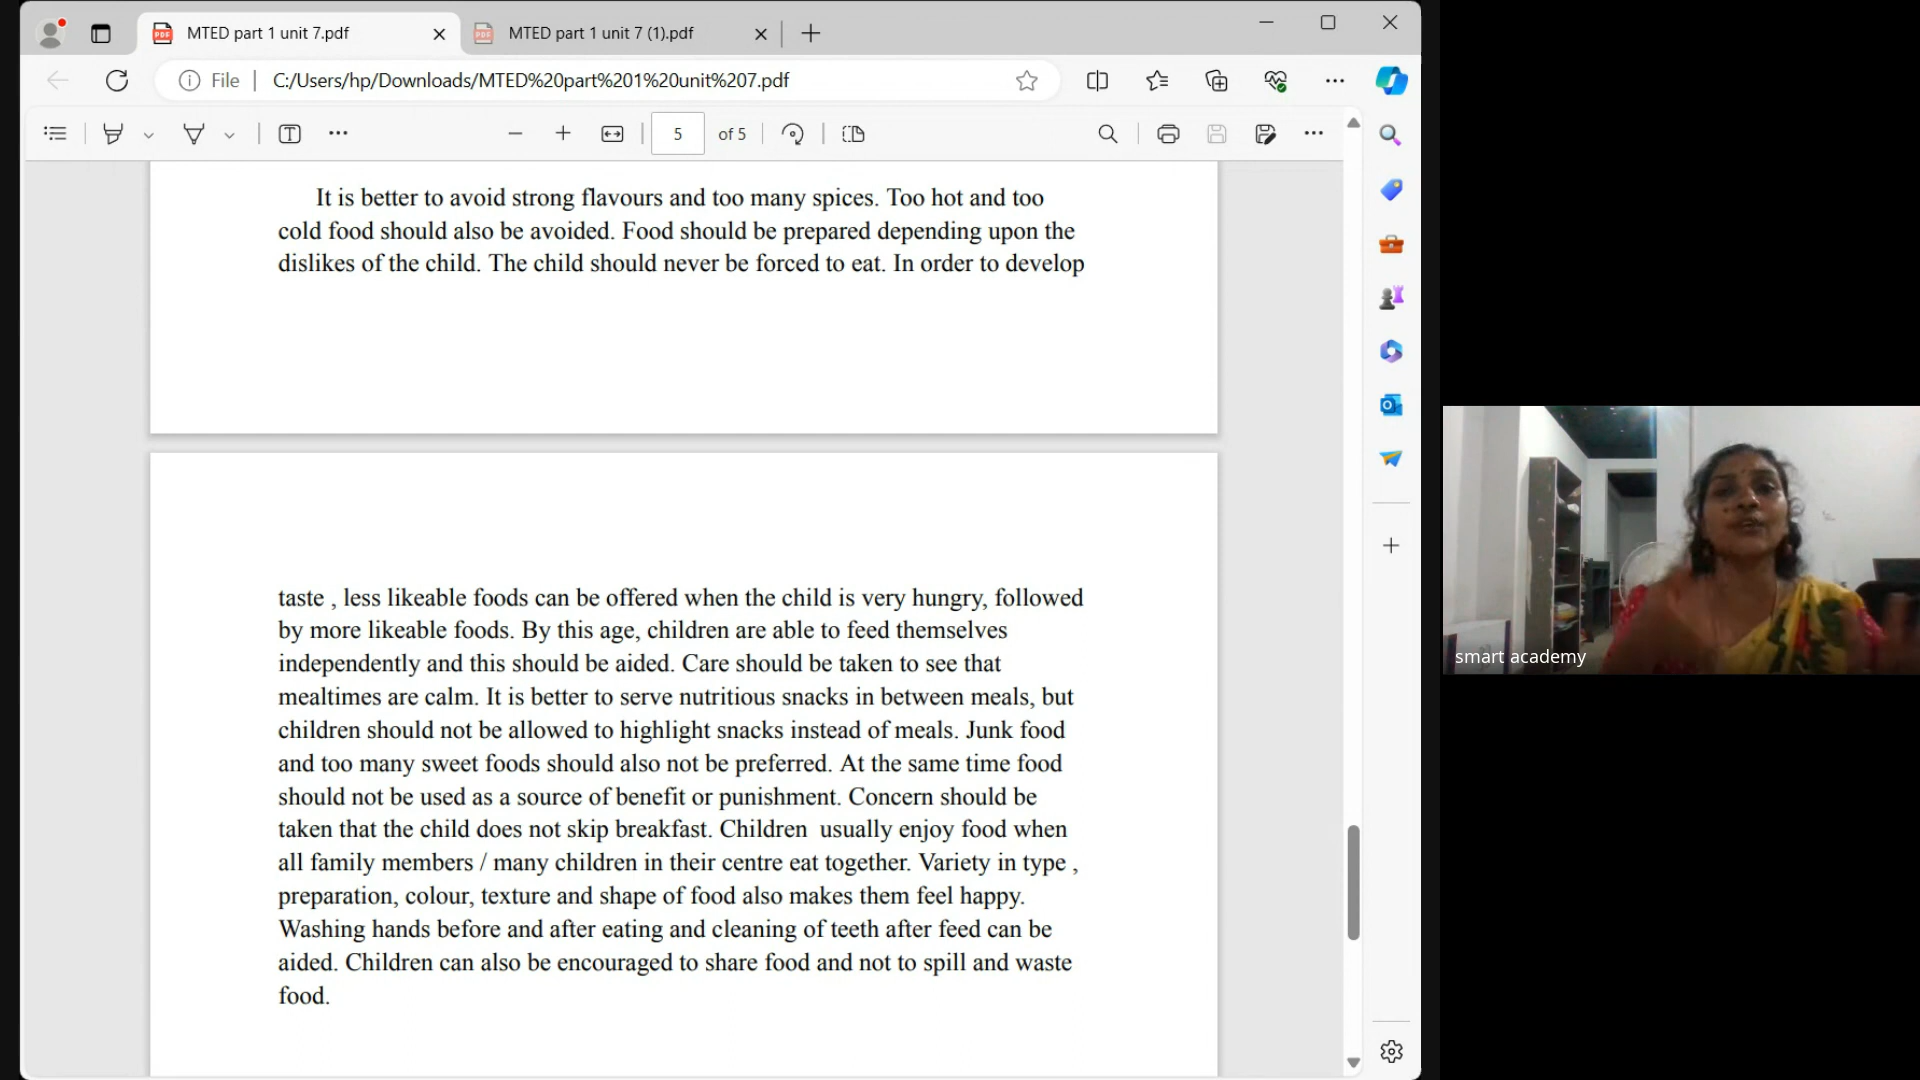 MTED part 1 unit 7.pdf
MTED part 1 unit 7 (1).pdf
File
C:/Users/hp/Downloads/MTED%20part%201%20unit%207.pdf
5 of 5
It is better to avoid strong flavours and too many spices. Too hot and too
cold food should also be avoided. Food should be prepared depending upon the
dislikes of the child. The child should never be forced to eat. In order to develop
taste , less likeable foods can be offered when the child is very hungry, followed
by more likeable foods. By this age, children are able to feed themselves
independently and this should be aided. Care should be taken to see that
mealtimes are calm. It is better to serve nutritious snacks in between meals, but
children should not be allowed to highlight snacks instead of meals. Junk food
and too many sweet foods should also not be preferred. At the same time food
should not be used as a source of benefit or punishment. Concern should be
taken that the child does not skip breakfast. Children  usually enjoy food when
all family members / many children in their centre eat together. Variety in type ,
preparation, colour, texture and shape of food also makes them feel happy.
Washing hands before and after eating and cleaning of teeth after feed can be
aided. Children can also be encouraged to share food and not to spill and waste
food.
smart academy